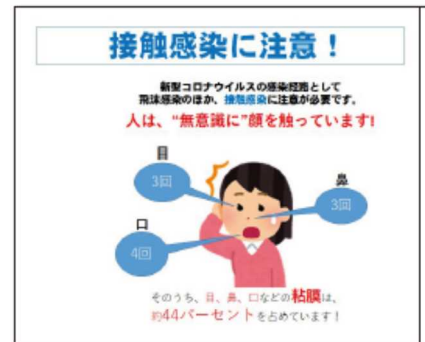 接触感染に注意！
新型コロナウイルスの感染経路として
飛沫感染のほか、接触感染に注意が必要です。
人は、“無意識に”顔を触っています!
目
3回
鼻
3回
口
4回
そのうち、目、鼻、口などの粘膜は、
約44パーセントを占めています！